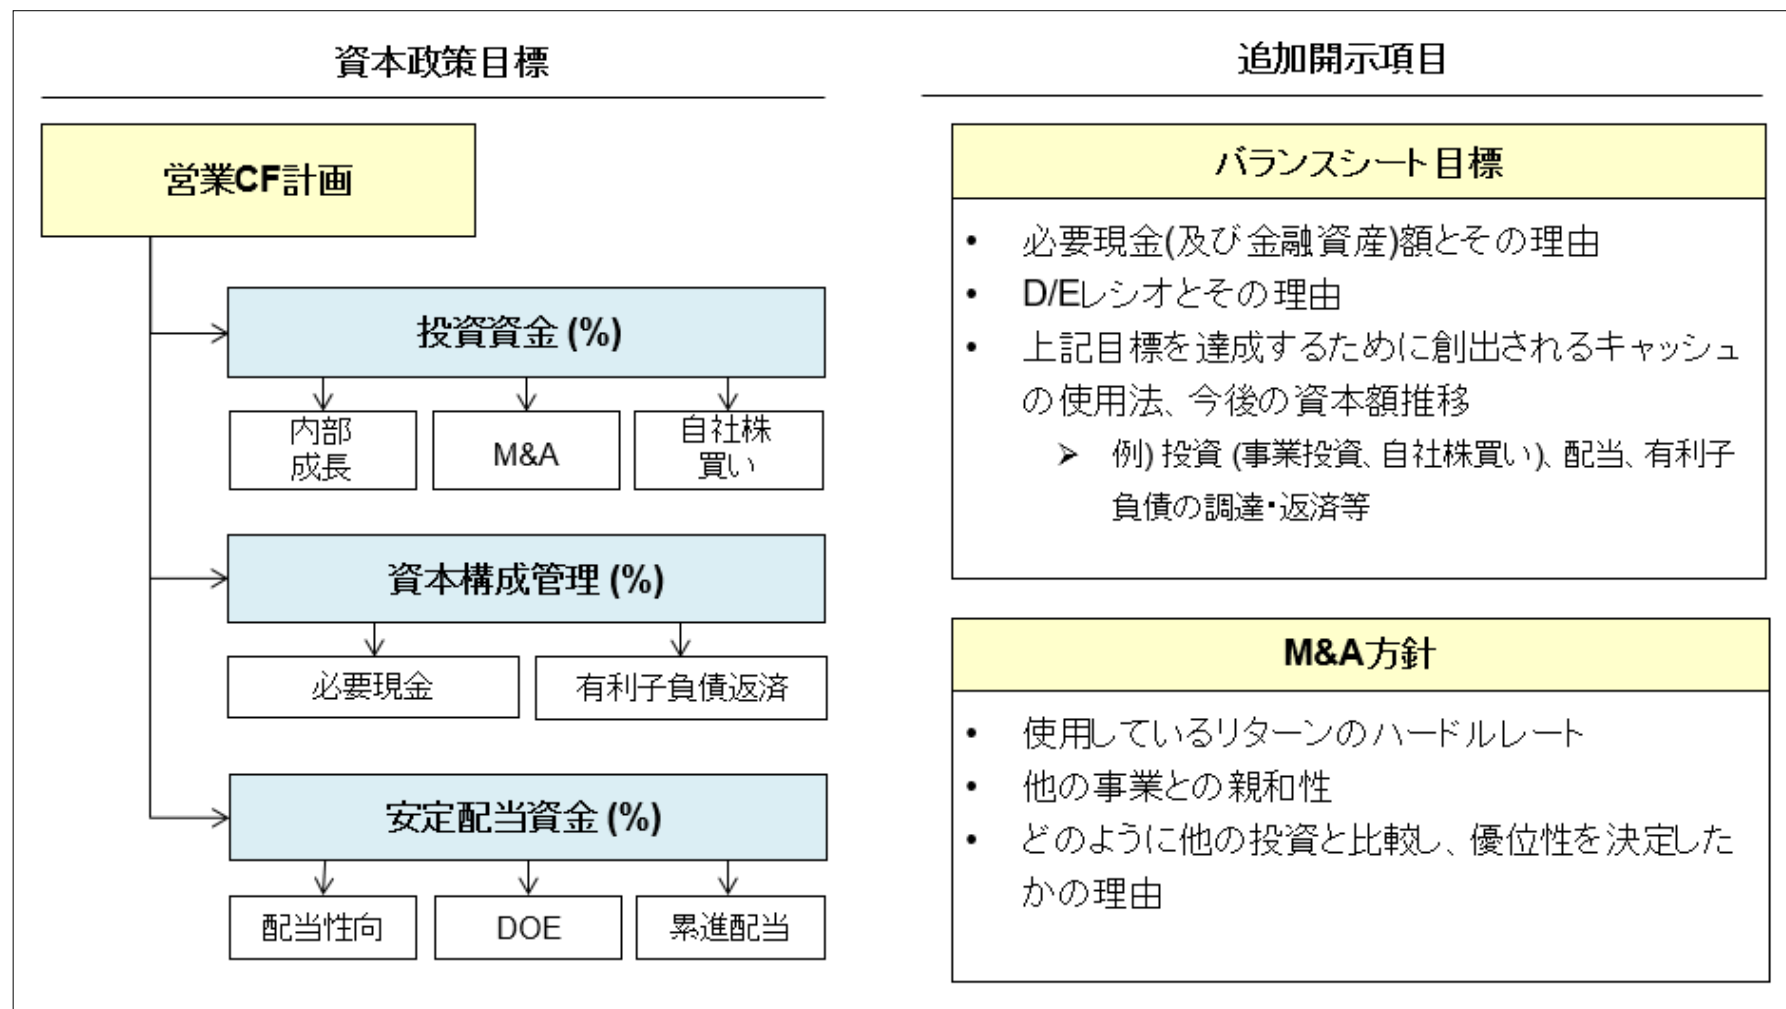 資本政策目標
営業CF計画
投資資金 (%)
内部
成長
M&A
自社株
買い
資本構成管理 (%)
必要現金
有利子負債返済
安定配当資金 (%)
配当性向
DOE
累進配当
追加開示項目
バランスシート目標
• 必要現金(及び金融資産)額とその理由
• D/Eレシオとその理由
• 上記目標を達成するために創出されるキャッシュ
の使用法、今後の資本額推移
➢ 例) 投資 (事業投資、自社株買い)、配当、有利子
負債の調達・返済等
M&A方針
• 使用しているリターンのハードルレート
• 他の事業との親和性
• どのように他の投資と比較し、優位性を決定した
かの理由